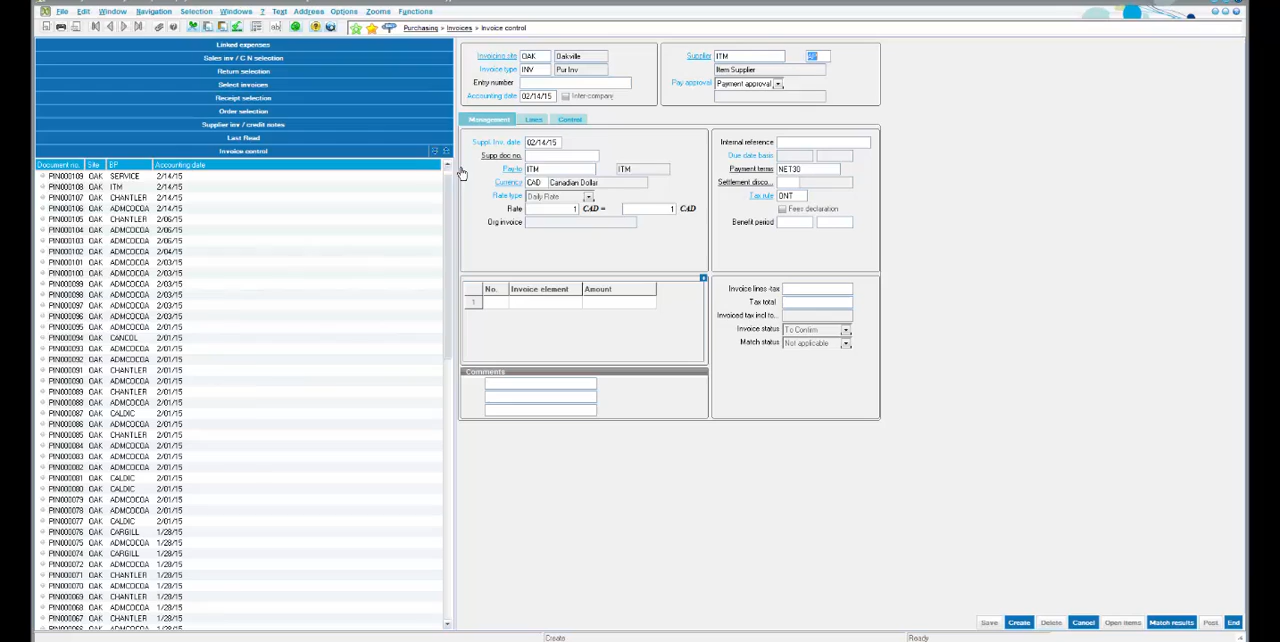 File Edit Window Navigation Selection Windows ? Text Address Options Zooms Functions
Purchasing > Invoices > Invoice control
Linked expenses
Sales inv / C N selection
Return selection
Select invoices
Receipt selection
Order selection
Supplier inv / credit notes
Last Read
Invoice control
Document no. Site BP Accounting date
PIN000109 OAK SERVICE 2/14/15
PIN000108 OAK ITM 2/14/15
PIN000107 OAK CHANTLER 2/14/15
PIN000106 OAK CHANTLER 2/14/15
PIN000105 OAK CHANTLER 2/06/15
PIN000104 OAK ADMCOCOA 2/06/15
PIN000103 OAK ADMCOCOA 2/06/15
PIN000102 OAK ADMCOCOA 2/04/15
PIN000101 OAK ADMCOCOA 2/03/15
PIN000100 OAK ADMCOCOA 2/03/15
PIN000099 OAK ADMCOCOA 2/03/15
PIN000098 OAK ADMCOCOA 2/03/15
PIN000097 OAK ADMCOCOA 2/03/15
PIN000096 OAK ADMCOCOA 2/03/15
PIN000095 OAK ADMCOCOA 2/01/15
PIN000094 OAK CANCOL 2/01/15
PIN000093 OAK ADMCOCOA 2/01/15
PIN000092 OAK ADMCOCOA 2/01/15
PIN000091 OAK CHANTLER 2/01/15
PIN000090 OAK ADMCOCOA 2/01/15
PIN000089 OAK CHANTLER 2/01/15
PIN000088 OAK ADMCOCOA 2/01/15
PIN000087 OAK CALDIC 2/01/15
PIN000086 OAK ADMCOCOA 2/01/15
PIN000085 OAK CHANTLER 2/01/15
PIN000084 OAK ADMCOCOA 2/01/15
PIN000083 OAK ADMCOCOA 2/01/15
PIN000082 OAK ADMCOCOA 2/01/15
PIN000081 OAK CALDIC 2/01/15
PIN000080 OAK CALDIC 2/01/15
PIN000079 OAK ADMCOCOA 2/01/15
PIN000078 OAK ADMCOCOA 2/01/15
PIN000077 OAK CALDIC 2/01/15
PIN000076 OAK CARGILL 1/28/15
PIN000075 OAK ADMCOCOA 1/28/15
PIN000074 OAK CARGILL 1/28/15
PIN000073 OAK ADMCOCOA 1/28/15
PIN000072 OAK CHANTLER 1/28/15
PIN000071 OAK CHANTLER 1/28/15
PIN000070 OAK ADMCOCOA 1/28/15
PIN000069 OAK CHANTLER 1/28/15
PIN000068 OAK ADMCOCOA 1/28/15
PIN000067 OAK CHANTLER 1/28/15
PIN000066 OAK ADMCOCOA 1/28/15
Invoicing site OAK Oakville
Invoice type INV Pur Inv
Entry number
Accounting date 02/14/15 Inter-company
Supplier ITM
Item Supplier
Pay approval Payment approval
Management Lines Control
Suppl. Inv. date 02/14/15
Supp doc no.
Pay-to ITM ITM
Currency CAD Canadian Dollar
Rate type Daily Rate
Rate 1 CAD = 1 CAD
Org invoice
Internal reference
Due date basis
Payment terms NET30
Settlement disco...
Tax rule ONT
Fees declaration
Benefit period
No. Invoice element Amount
1
Invoice lines -tax
Tax total
Invoiced tax incl to...
Invoice status To Confirm
Match status Not applicable
Comments
Save Create Delete Cancel Open items Match results Post End
Create Ready